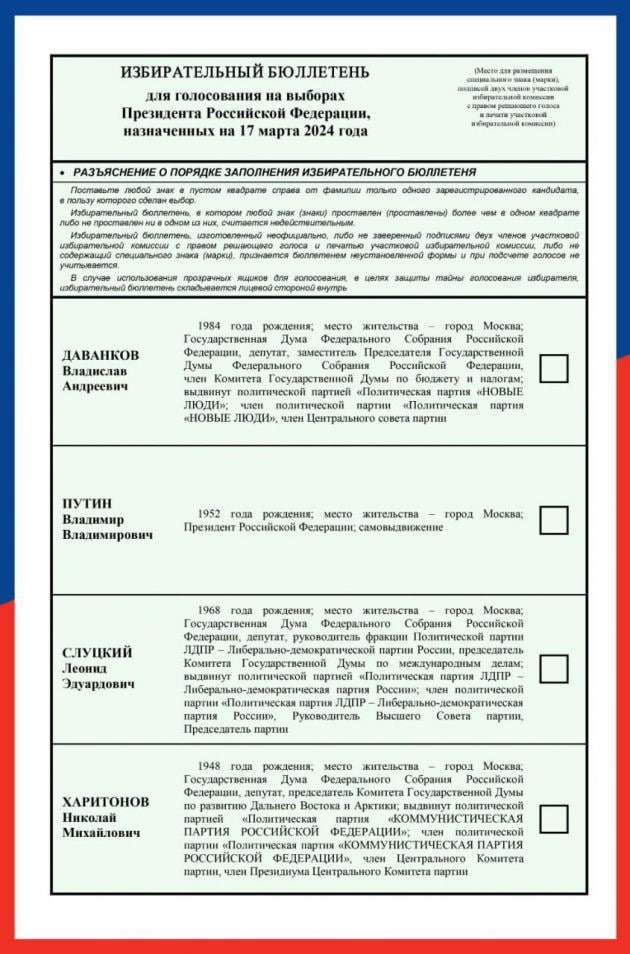 ИЗБИРАТЕЛЬНЫЙ БЮЛЛЕТЕНЬ
для голосования на выборах
Президента Российской Федерации,
назначенных на 17 марта 2024 года
(Место для размещения
специального знака (марки),
подписей двух членов участковой
избирательной комиссии
с правом решающего голоса
и печати участковой
избирательной комиссии)
• РАЗЪЯСНЕНИЕ О ПОРЯДКЕ ЗАПОЛНЕНИЯ ИЗБИРАТЕЛЬНОГО БЮЛЛЕТЕНЯ
Поставьте любой знак в пустом квадрате справа от фамилии только одного зарегистрированного кандидата,
в пользу которого сделан выбор.
Избирательный бюллетень, в котором любой знак (знаки) проставлен (проставлены) более чем в одном квадрате
либо не проставлен ни в одном из них, считается недействительным.
Избирательный бюллетень, изготовленный неофициально, либо не заверенный подписями двух членов участковой
избирательной комиссии с правом решающего голоса и печатью участковой избирательной комиссии, либо не
содержащий специального знака (марки), признается бюллетенем неустановленной формы и при подсчете голосов не
учитывается.
В случае использования прозрачных ящиков для голосования, в целях защиты тайны голосования избирателя,
избирательный бюллетень складывается лицевой стороной внутрь
ДАВАНКОВ
Владислав
Андреевич
1984 года рождения; место жительства – город Москва;
Государственная Дума Федерального Собрания Российской
Федерации, депутат, заместитель Председателя Государственной
Думы Федерального Собрания Российской Федерации,
член Комитета Государственной Думы по бюджету и налогам;
выдвинут политической партией «Политическая партия «НОВЫЕ
ЛЮДИ»; член политической партии «Политическая партия
«НОВЫЕ ЛЮДИ», член Центрального совета партии
ПУТИН
Владимир
Владимирович
1952 года рождения; место жительства – город Москва;
Президент Российской Федерации; самовыдвижение
СЛУЦКИЙ
Леонид
Эдуардович
1968 года рождения; место жительства – город Москва;
Государственная Дума Федерального Собрания Российской
Федерации, депутат, руководитель фракции Политической партии
ЛДПР – Либерально-демократической партии России, председатель
Комитета Государственной Думы по международным делам;
выдвинут политической партией «Политическая партия ЛДПР –
Либерально-демократическая партия России»; член политической
партии «Политическая партия ЛДПР – Либерально-демократическая
партия России», Руководитель Высшего Совета партии,
Председатель партии
ХАРИТОНОВ
Николай
Михайлович
1948 года рождения; место жительства – город Москва;
Государственная Дума Федерального Собрания Российской
Федерации, депутат, председатель Комитета Государственной Думы
по развитию Дальнего Востока и Арктики; выдвинут политической
партией «Политическая партия «КОММУНИСТИЧЕСКАЯ
ПАРТИЯ РОССИЙСКОЙ ФЕДЕРАЦИИ»; член политической
партии «Политическая партия «КОММУНИСТИЧЕСКАЯ ПАРТИЯ
РОССИЙСКОЙ ФЕДЕРАЦИИ», член Центрального Комитета
партии, член Президиума Центрального Комитета партии